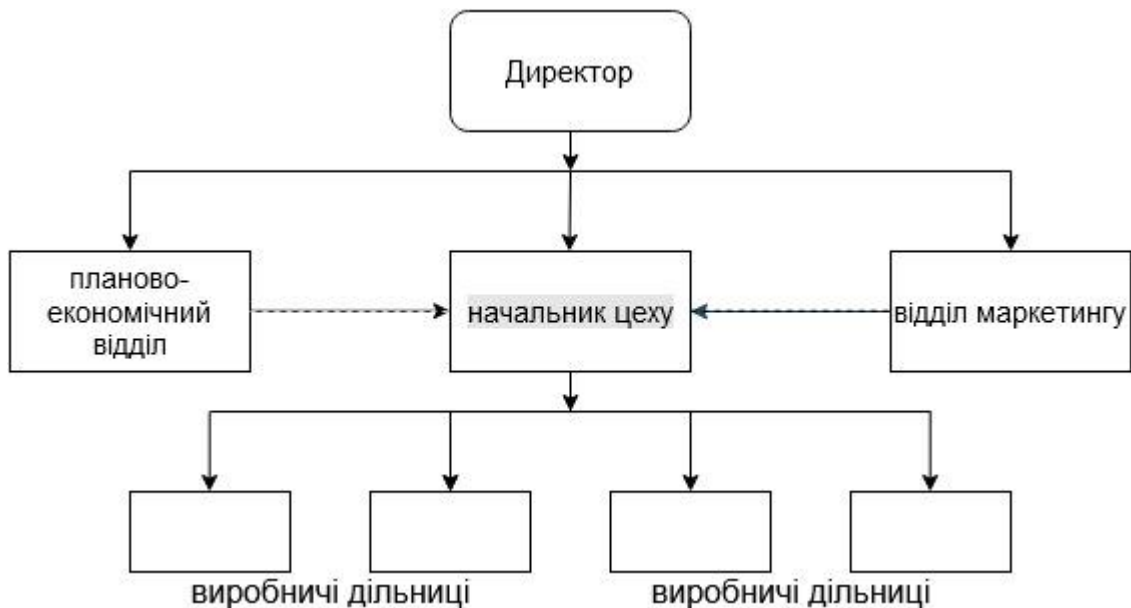 Директор
планово-
економічний
відділ
начальник цеху
відділ маркетингу
виробничі дільниці
виробничі дільниці